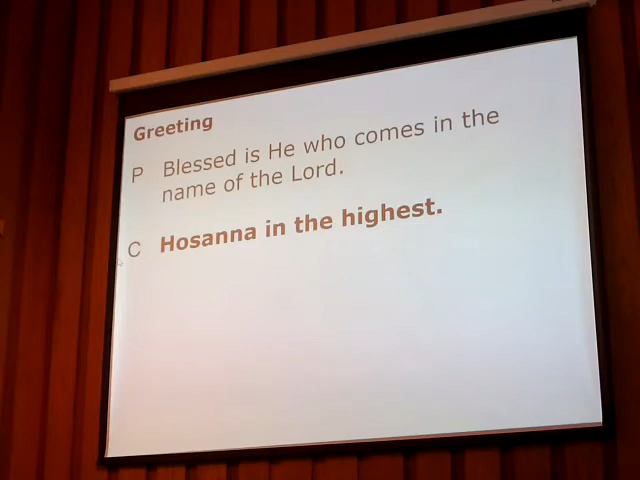 Greeting
P Blessed is He who comes in the
name of the Lord.
C Hosanna in the highest.